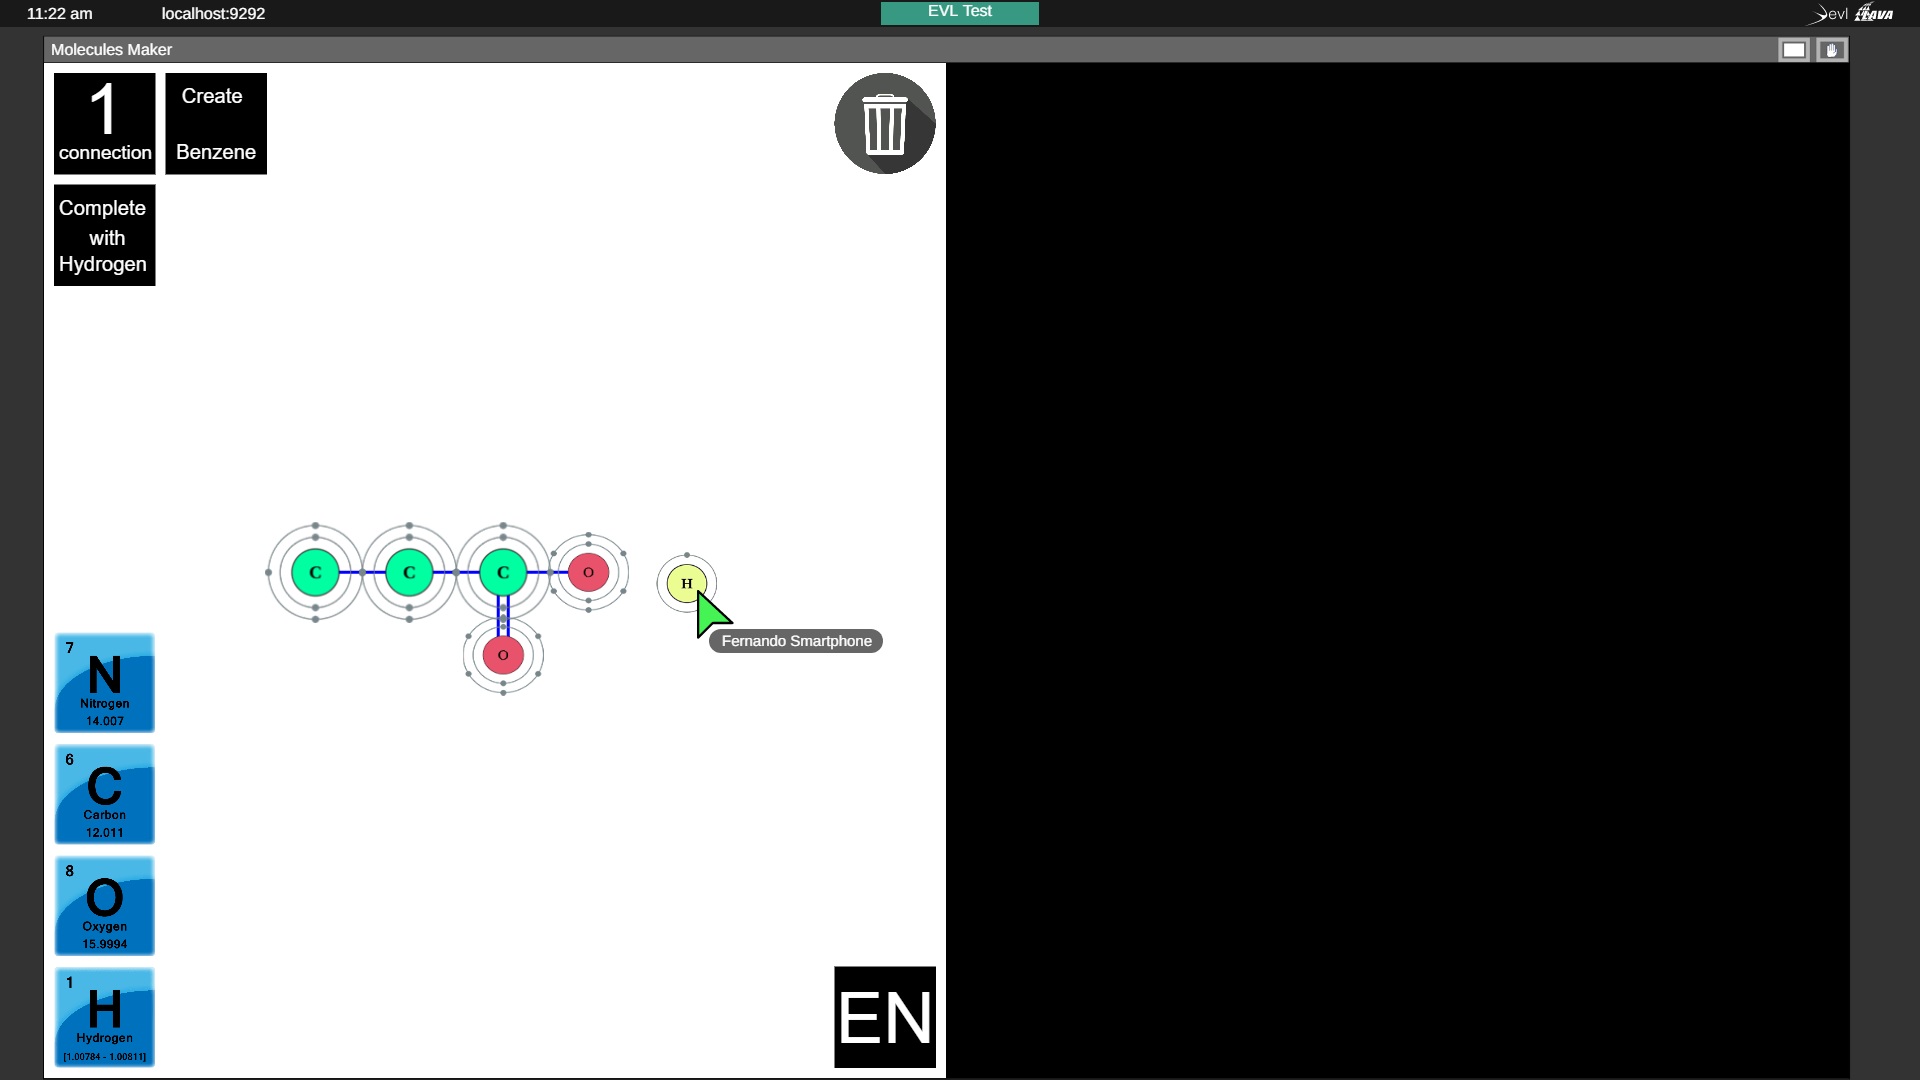 11:22 am
localhost:9292
EVL Test
evl
LAVA
Molecules Maker
1
connection
Create
Benzene
Complete
with
Hydrogen
C
C
C
O
H
O
Fernando Smartphone
7
N
Nitrogen
14.007
6
C
Carbon
12.011
8
O
Oxygen
15.9994
1
H
Hydrogen
[1.00784 - 1.00811]
EN